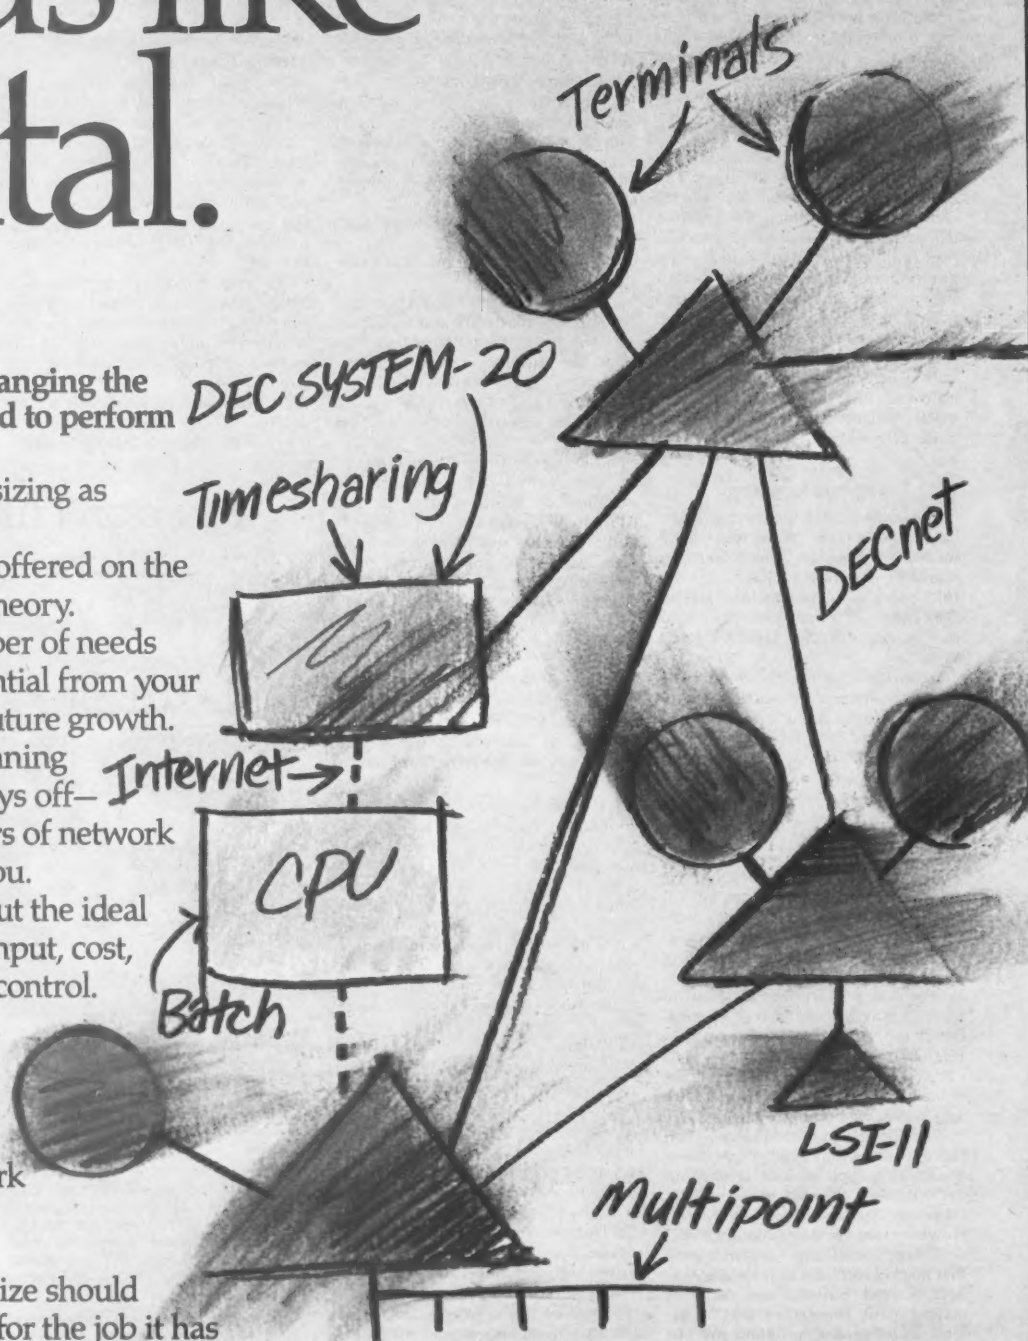 like
tal.
Terminals
anging the
d to perform
DEC SYSTEM-20
sizing as
Timesharing
offered on the
heory.
DECnet
ber of needs
ntial from your
uture growth.
nning
Internet
ys off–
rs of network
ou.
CPU
ut the ideal
hput, cost,
control.
Batch
LSI-11
rk
Multipoint
ize should
for the job it has